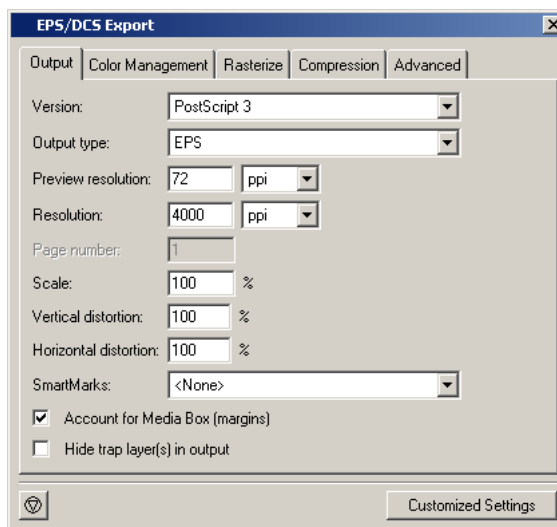 EPS/DCS Export
Output Color Management Rasterize Compression Advanced
Version: PostScript 3
Output type: EPS
Preview resolution: 72 ppi
Resolution: 4000 ppi
Page number: 1
Scale: 100 %
Vertical distortion: 100 %
Horizontal distortion: 100 %
SmartMarks: <None>
Account for Media Box (margins)
Hide trap layer(s) in output
Customized Settings